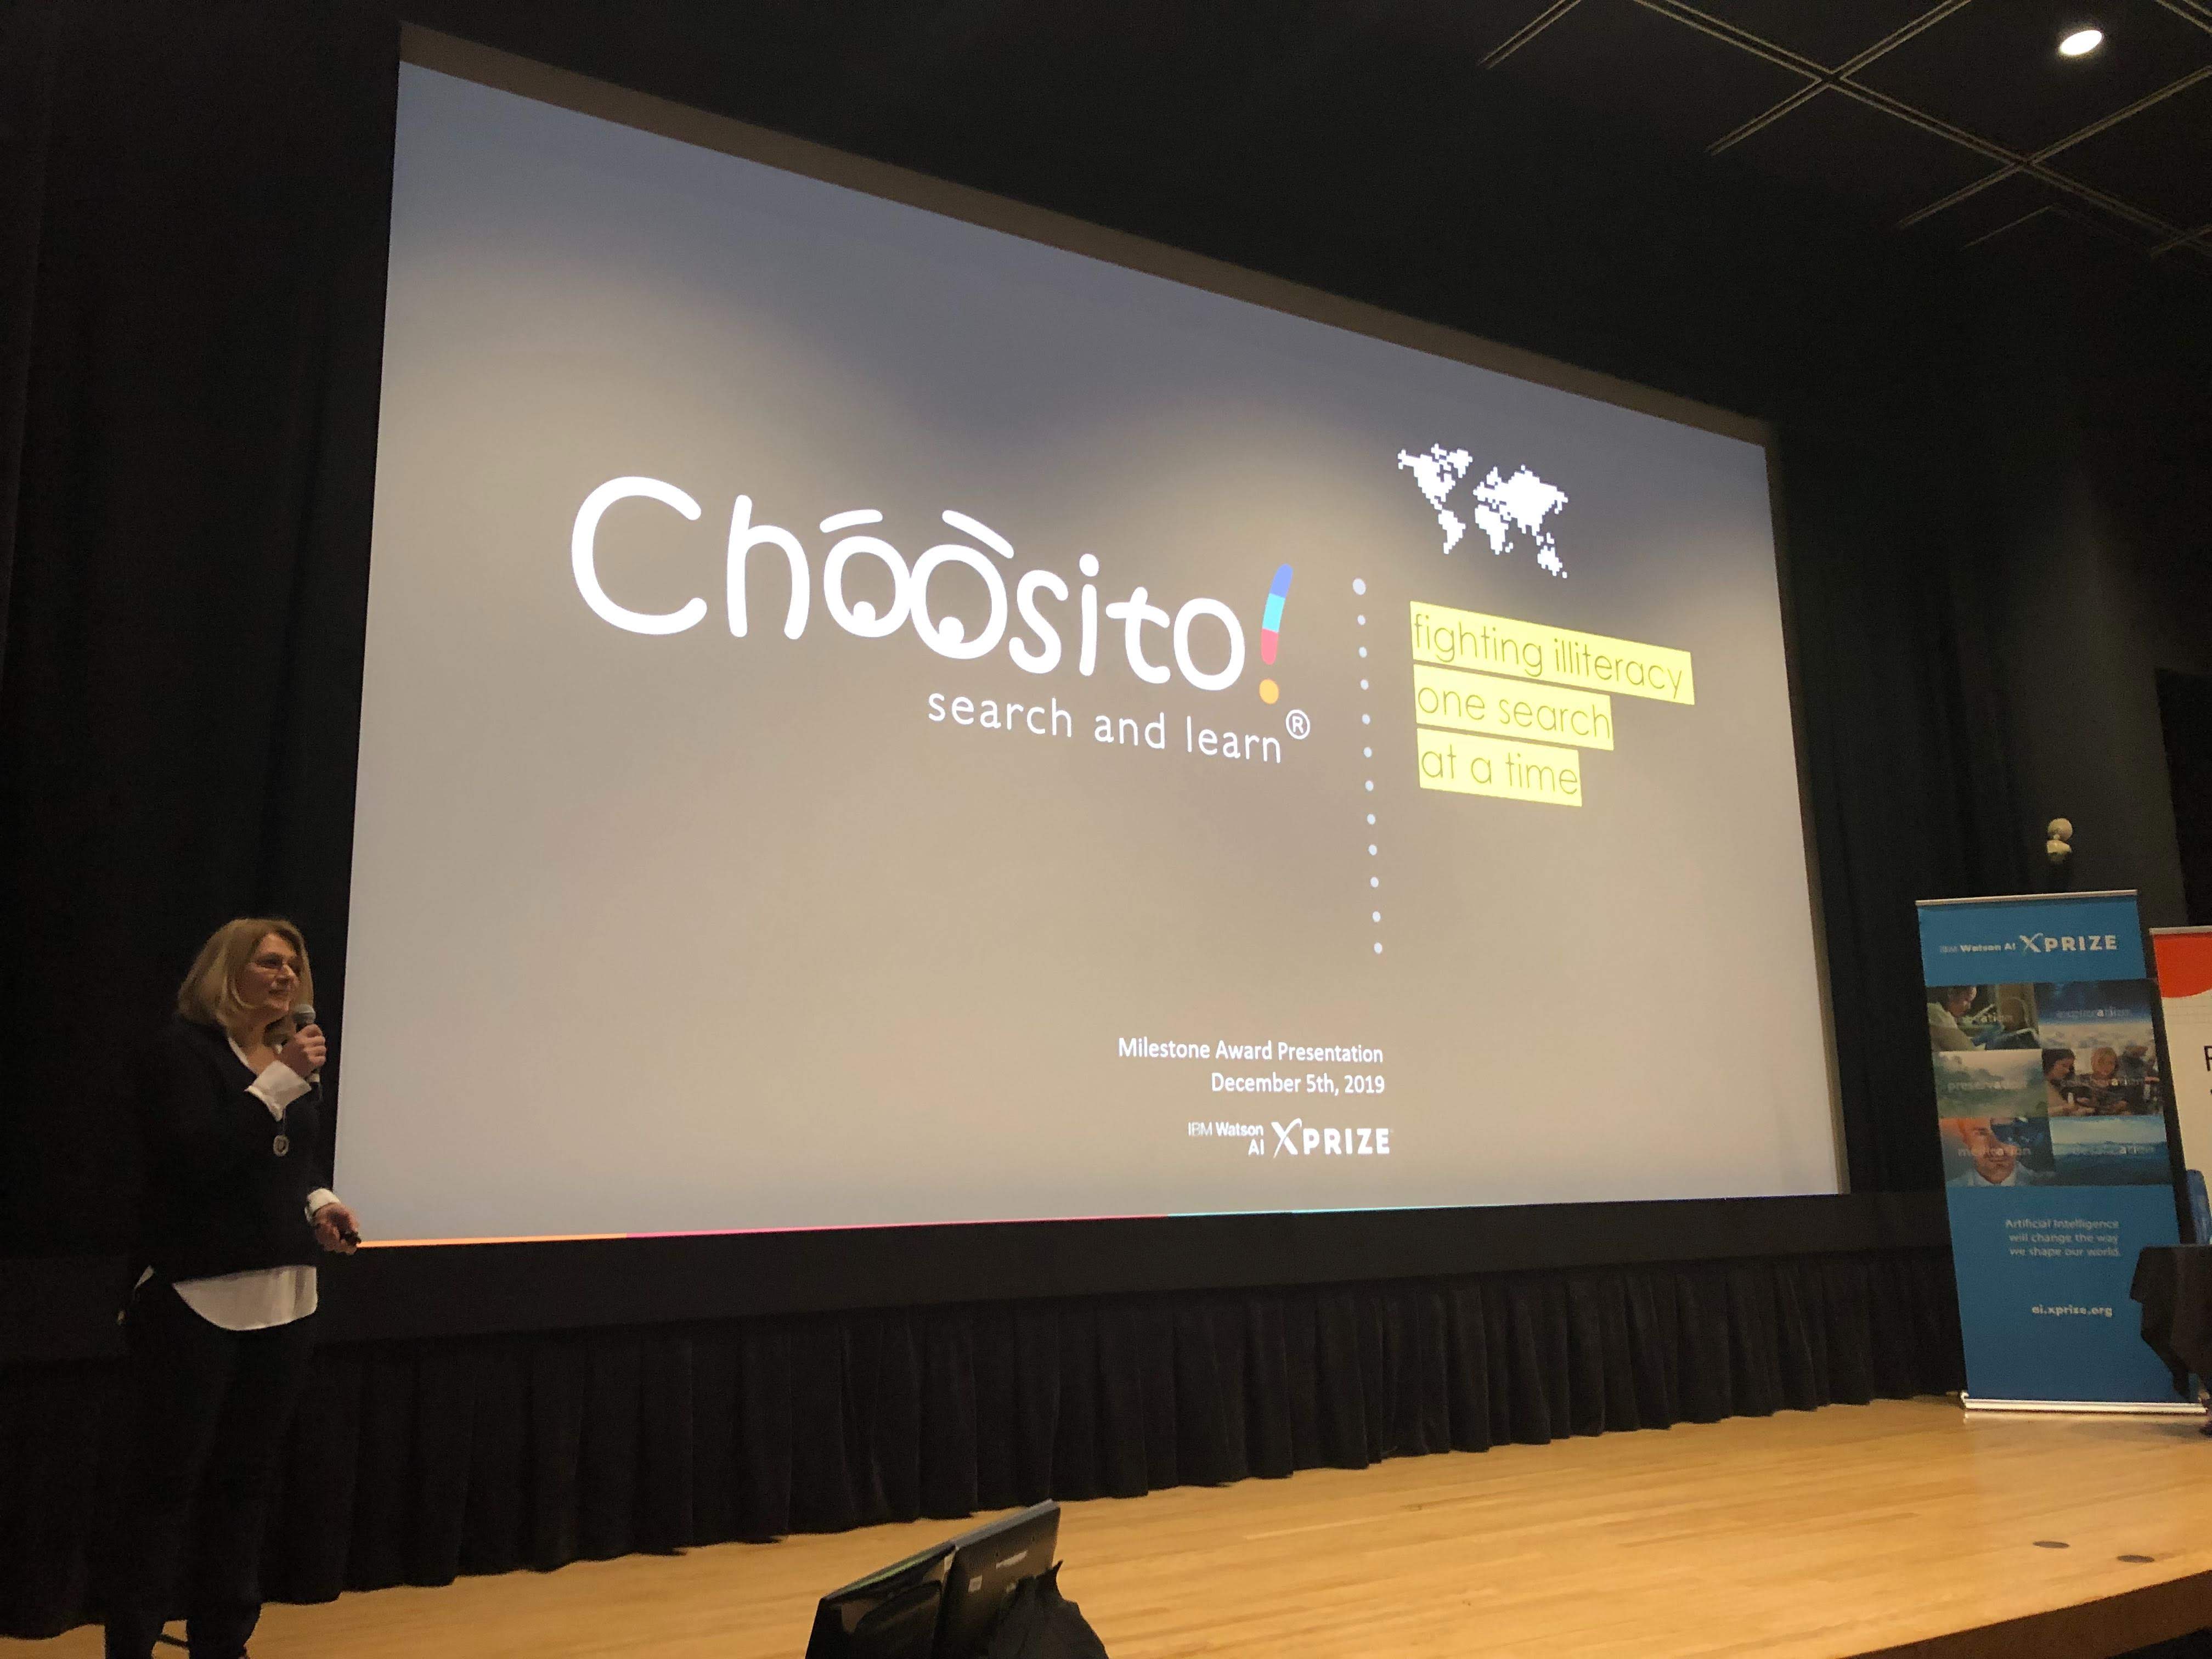 Choosito!
search and learn®
fighting illiteracy
one search
at a time
Milestone Award Presentation
December 5th, 2019
IBM Watson
AI XPRIZE
IBM Watson AI XPRIZE
exploration
preservation
Artificial Intelligence
will change the way
we shape our world.
ai.xprize.org